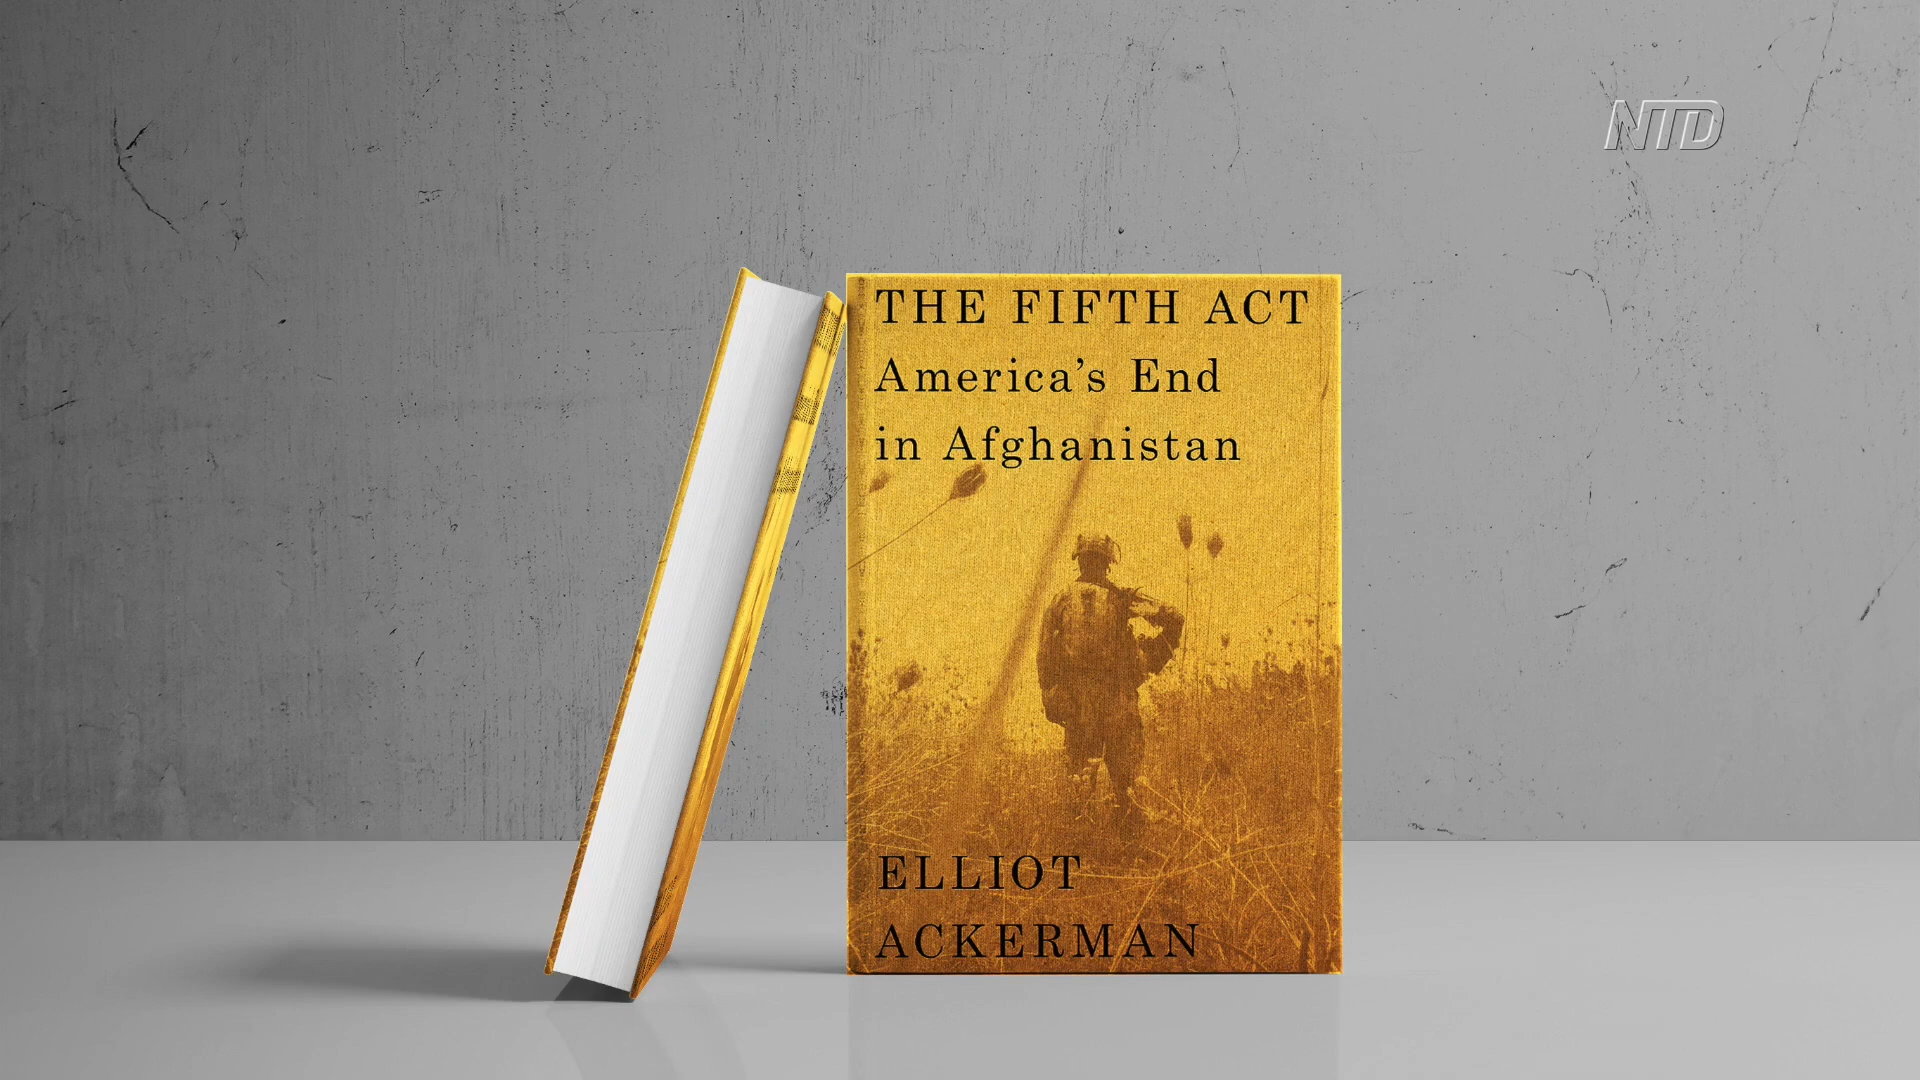 NTD
THE FIFTH ACT
America's End
in Afghanistan
ELLIOT
ACKERMAN